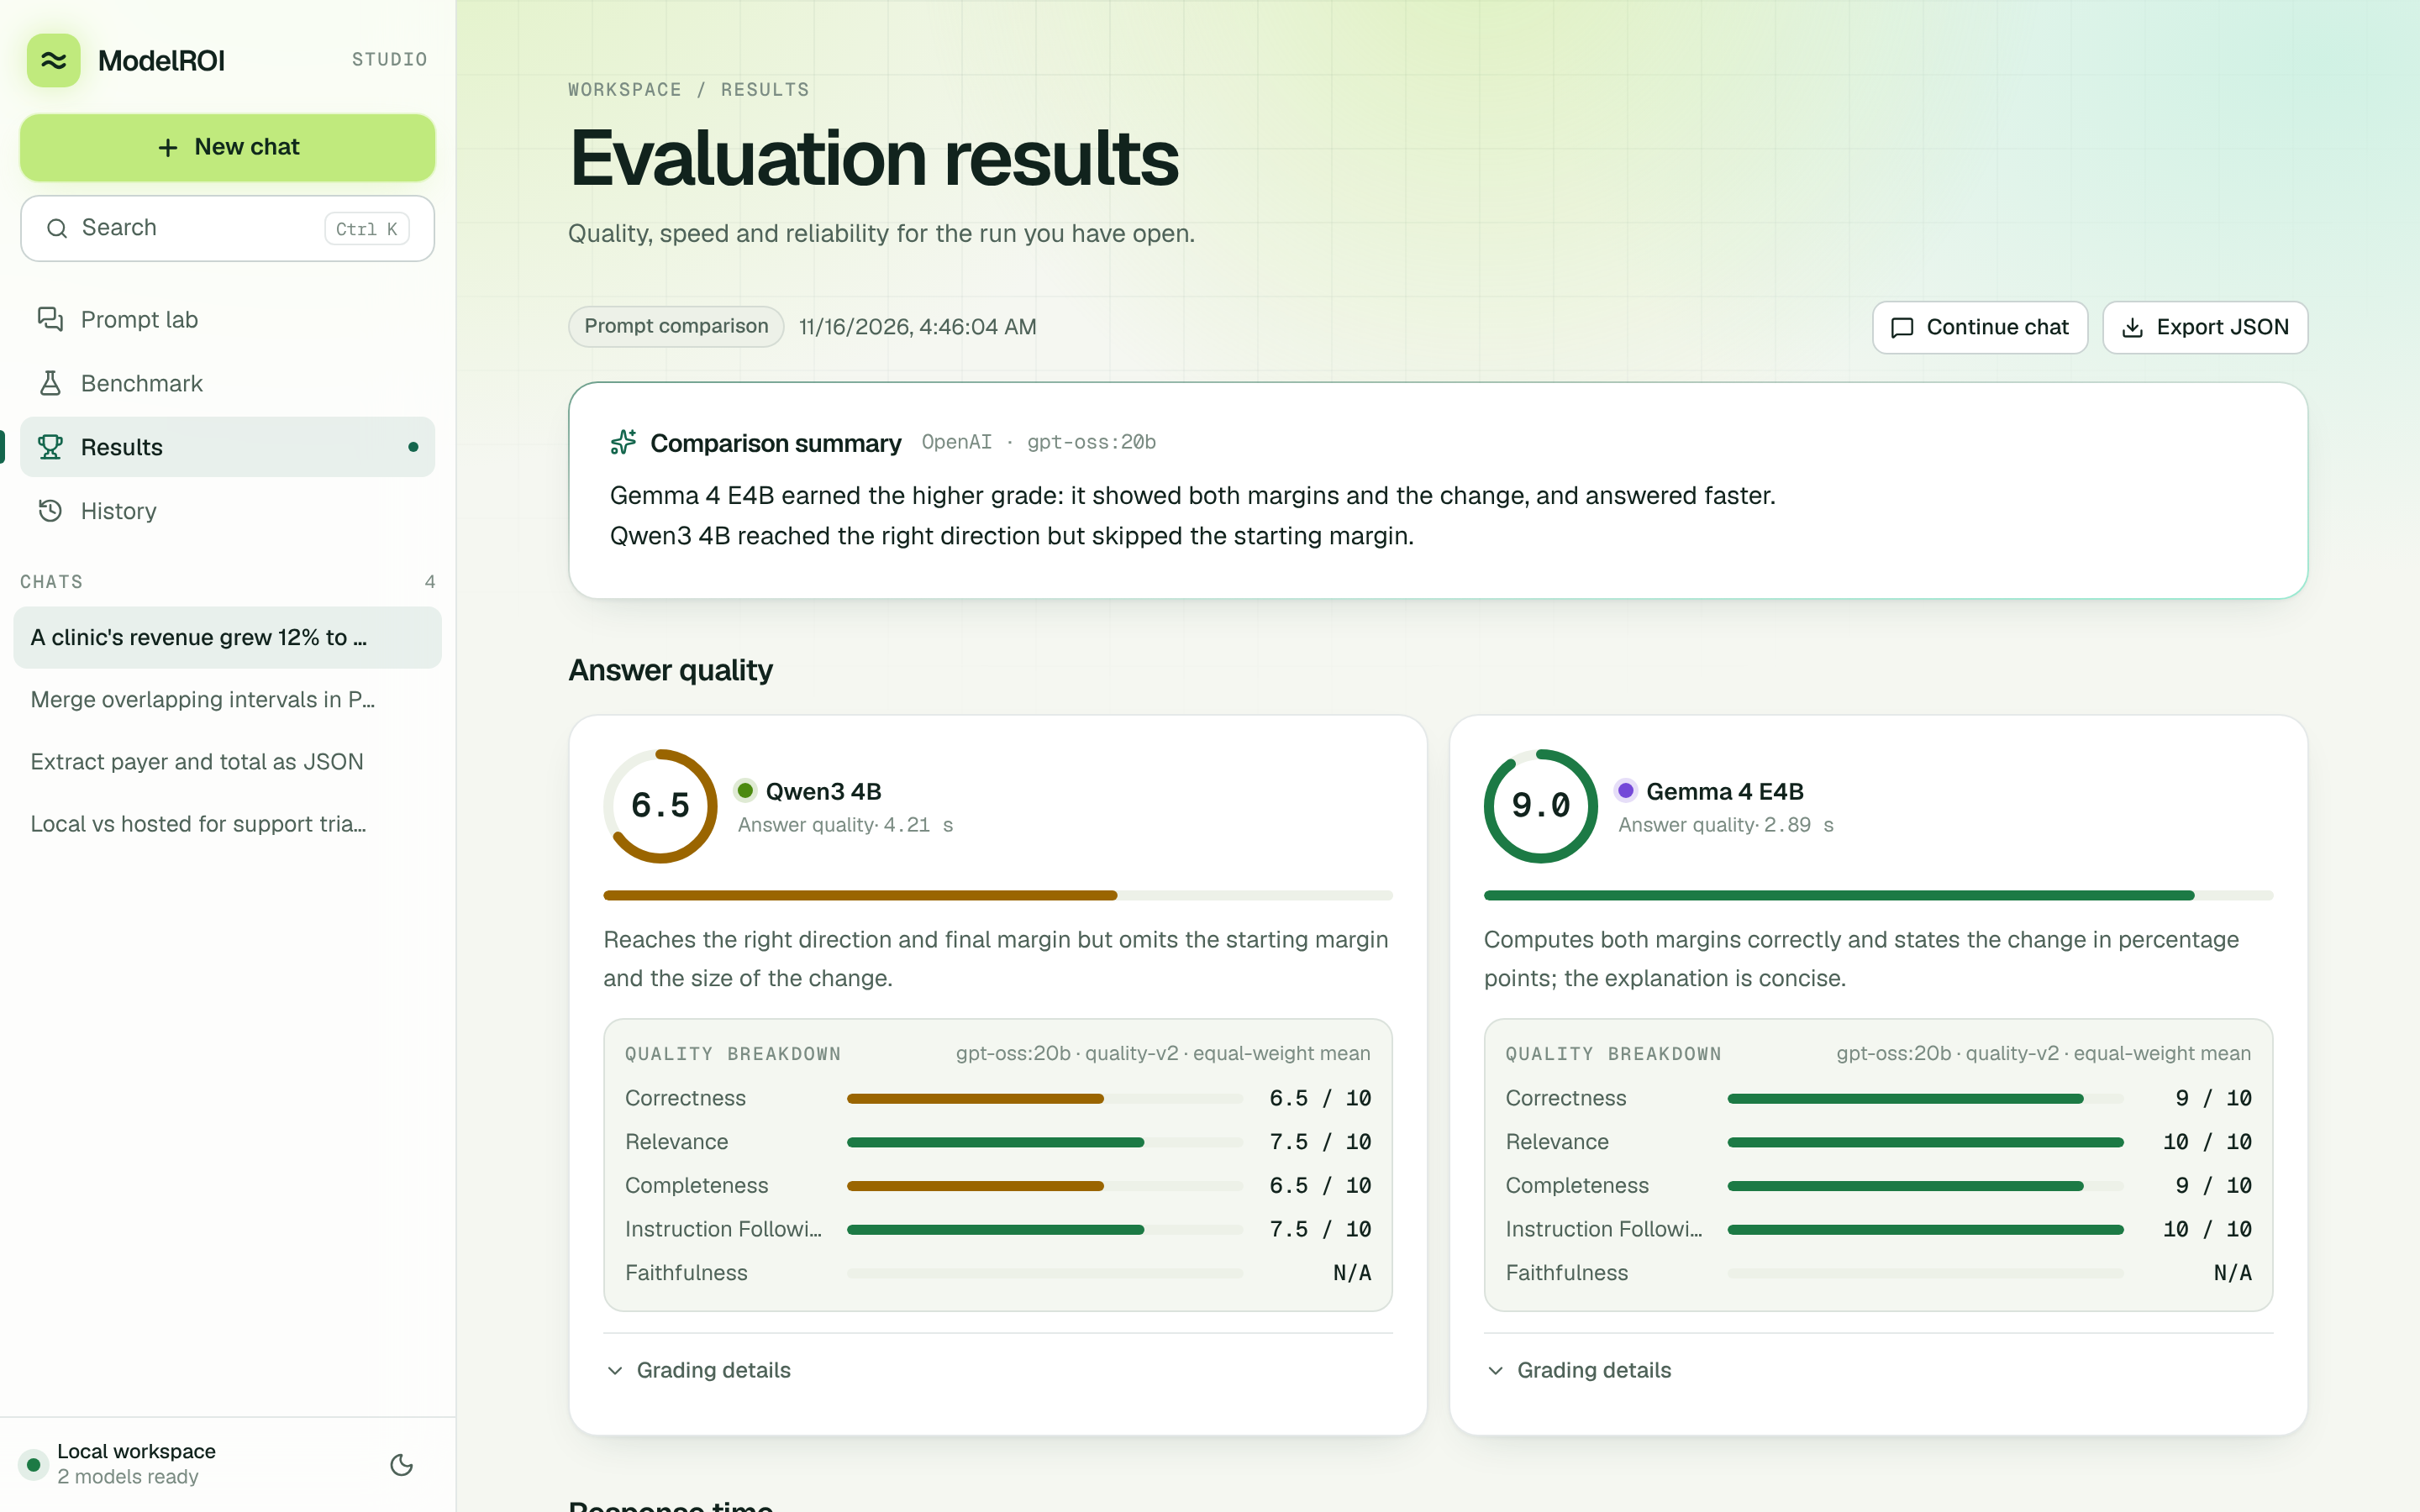 ModelROI
STUDIO
New chat
Search
Ctrl K
Prompt lab
Benchmark
Results
History
CHATS
4
A clinic's revenue grew 12% to ...
Merge overlapping intervals in P...
Extract payer and total as JSON
Local vs hosted for support tria...
Local workspace
2 models ready
WORKSPACE / RESULTS
Evaluation results
Quality, speed and reliability for the run you have open.
Prompt comparison
11/16/2026, 4:46:04 AM
Continue chat
Export JSON
Comparison summary
OpenAI · gpt-oss:20b
Gemma 4 E4B earned the higher grade: it showed both margins and the change, and answered faster.
Qwen3 4B reached the right direction but skipped the starting margin.
Answer quality
6.5
Qwen3 4B
Answer quality· 4.21 s
Reaches the right direction and final margin but omits the starting margin
and the size of the change.
QUALITY BREAKDOWN
gpt-oss:20b · quality-v2 · equal-weight mean
Correctness 6.5 / 10
Relevance 7.5 / 10
Completeness 6.5 / 10
Instruction Followi... 7.5 / 10
Faithfulness N/A
Grading details
9.0
Gemma 4 E4B
Answer quality· 2.89 s
Computes both margins correctly and states the change in percentage
points; the explanation is concise.
QUALITY BREAKDOWN
gpt-oss:20b · quality-v2 · equal-weight mean
Correctness 9 / 10
Relevance 10 / 10
Completeness 9 / 10
Instruction Followi... 10 / 10
Faithfulness N/A
Grading details
Response time